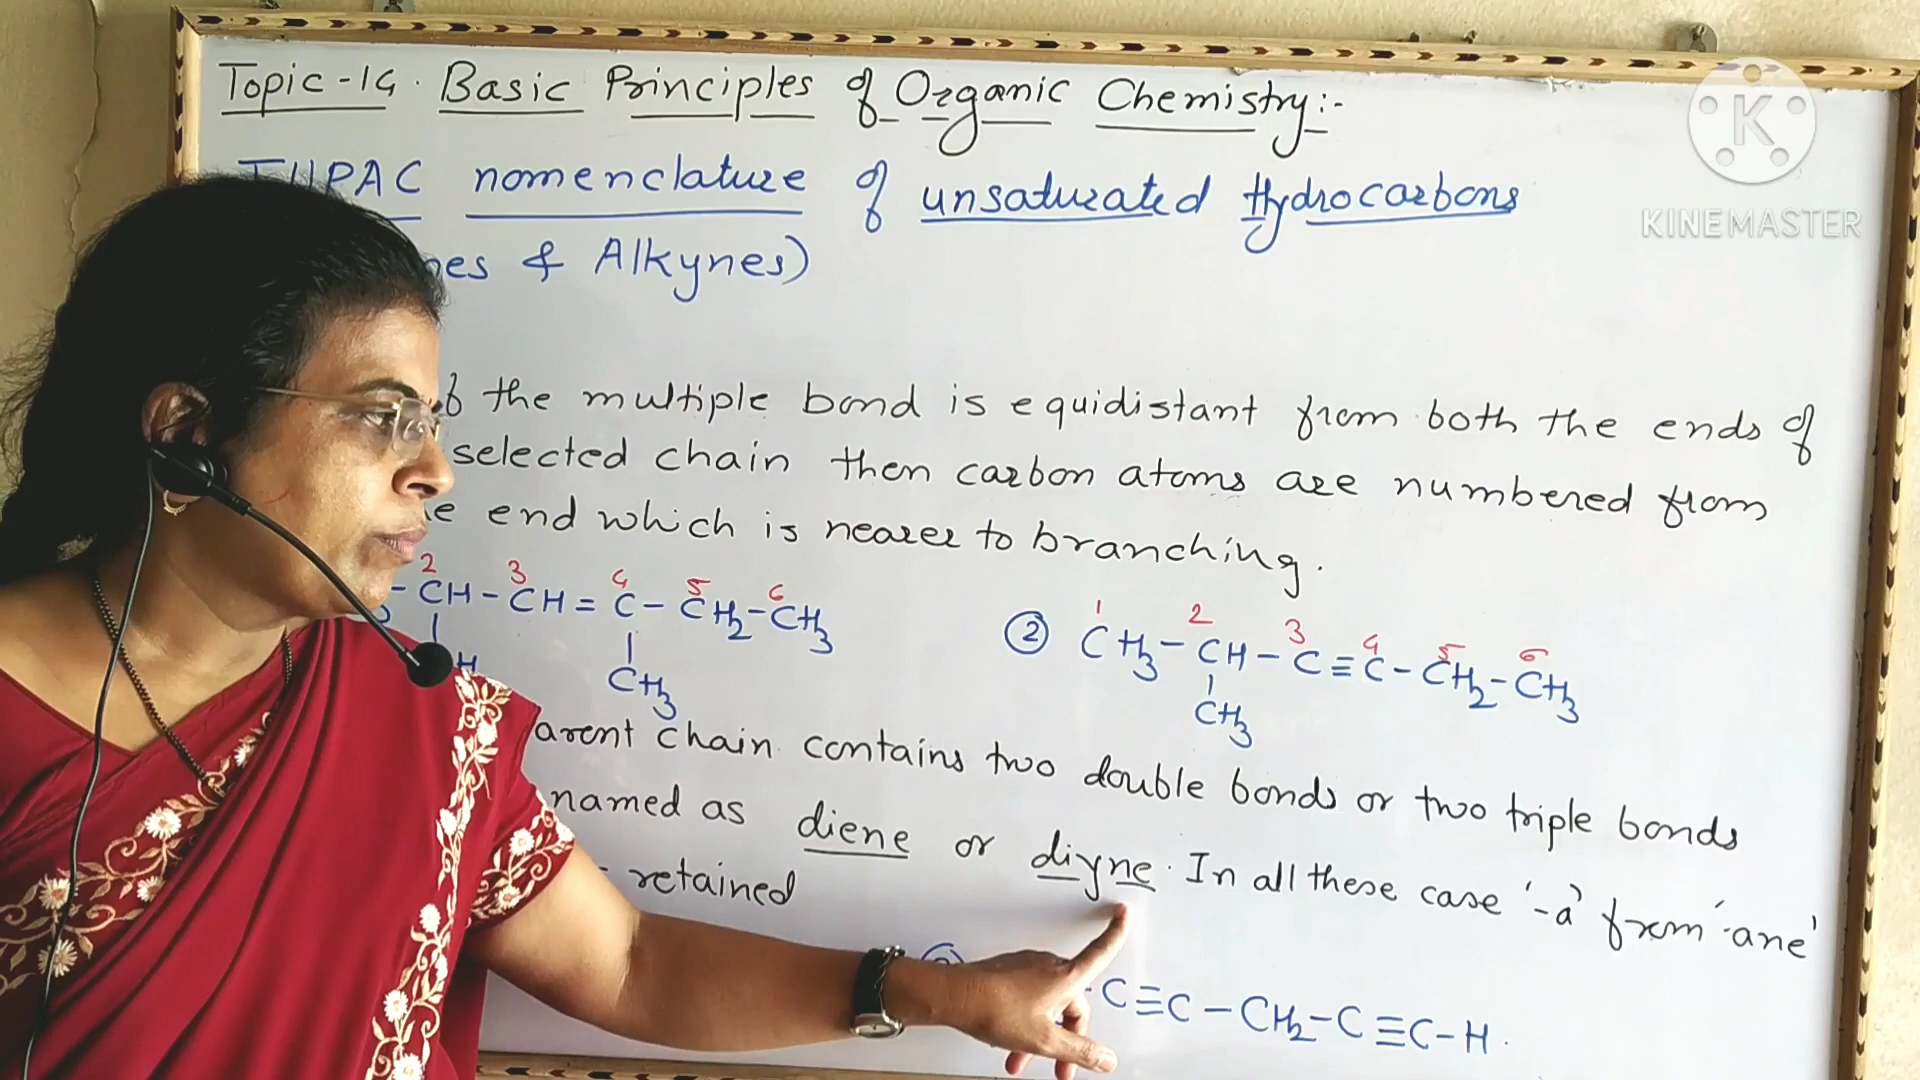 Topic-14. Basic Principles of Organic Chemistry:-
IUPAC nomenclature of unsaturated Hydrocarbons
& Alkynes)
the multiple bond is equidistant from both the ends of
selected chain then carbon atoms are numbered from
end which is nearer to branching.
2 3 4 5 6
-CH-CH=C-CH2-CH3
CH3
1 2 3 4 5 6
② CH3-CH-C≡C-CH2-CH3
CH3
arent chain contains two double bonds or two triple bonds
named as diene or diyne. In all these case '-a' from '-ane'
retained
C≡C-CH2-C≡C-H.
K
KINEMASTER